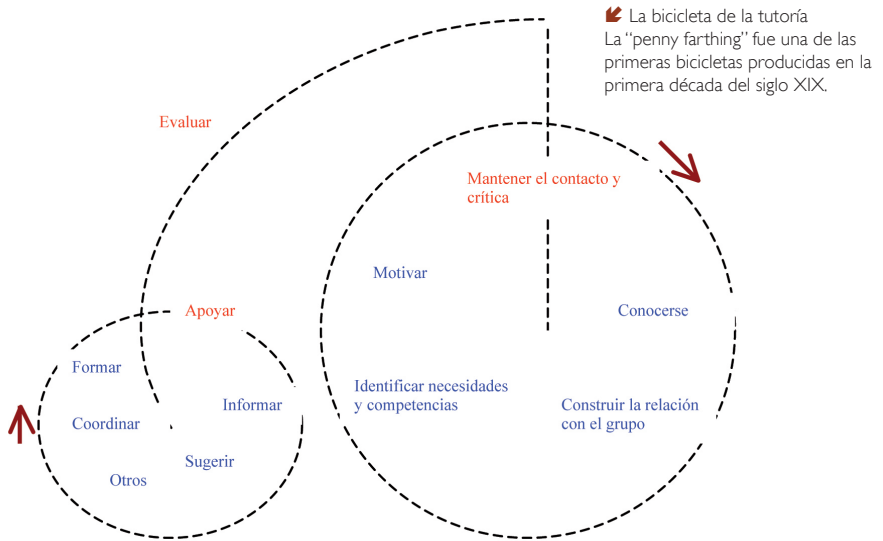 La bicicleta de la tutoría
La “penny farthing” fue una de las
primeras bicicletas producidas en la
primera década del siglo XIX.
Evaluar
Mantener el contacto y
crítica
Motivar
Conocerse
Apoyar
Formar
Identificar necesidades
y competencias
Informar
Construir la relación
con el grupo
Coordinar
Sugerir
Otros